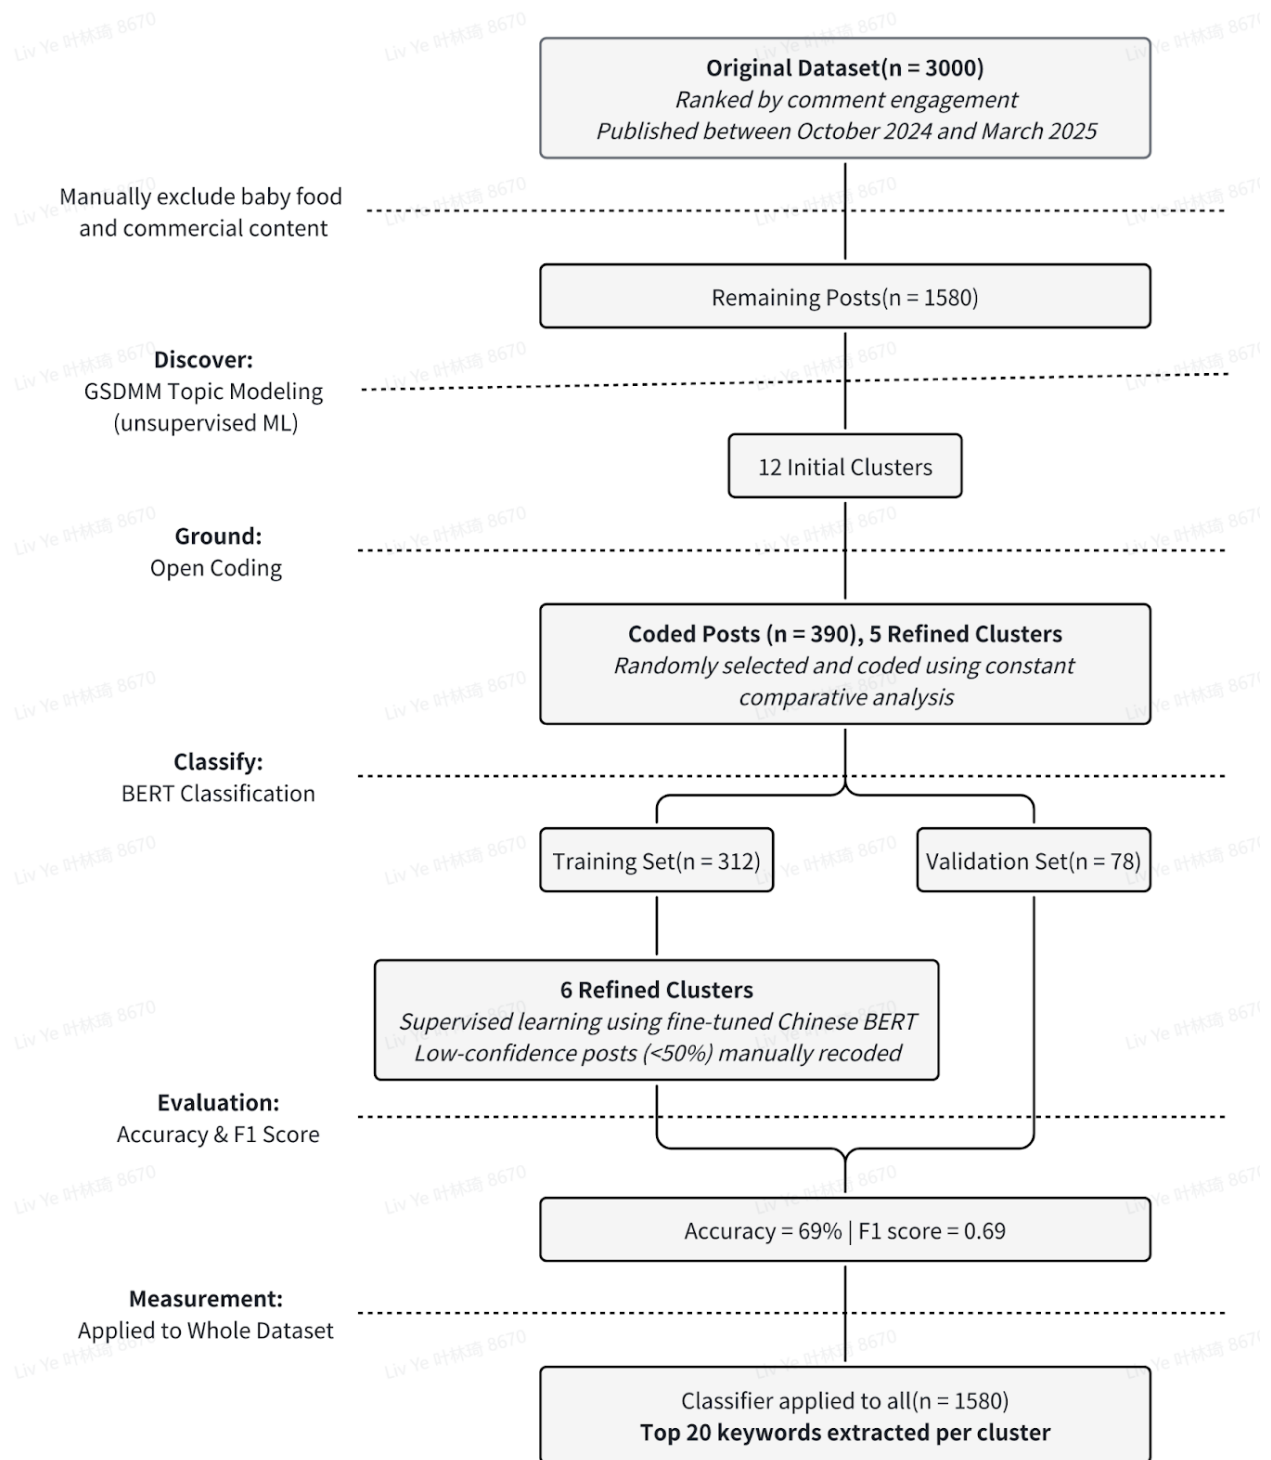 Original Dataset(n = 3000)
Ranked by comment engagement
Published between October 2024 and March 2025
Manually exclude baby food
and commercial content
Remaining Posts(n = 1580)
Discover:
GSDMM Topic Modeling
(unsupervised ML)
12 Initial Clusters
Ground:
Open Coding
Coded Posts (n = 390), 5 Refined Clusters
Randomly selected and coded using constant
comparative analysis
Classify:
BERT Classification
Training Set(n = 312)
Validation Set(n = 78)
6 Refined Clusters
Supervised learning using fine-tuned Chinese BERT
Low-confidence posts (<50%) manually recoded
Evaluation:
Accuracy & F1 Score
Accuracy = 69% | F1 score = 0.69
Measurement:
Applied to Whole Dataset
Classifier applied to all(n = 1580)
Top 20 keywords extracted per cluster
Liv Ye 叶林琦 8670